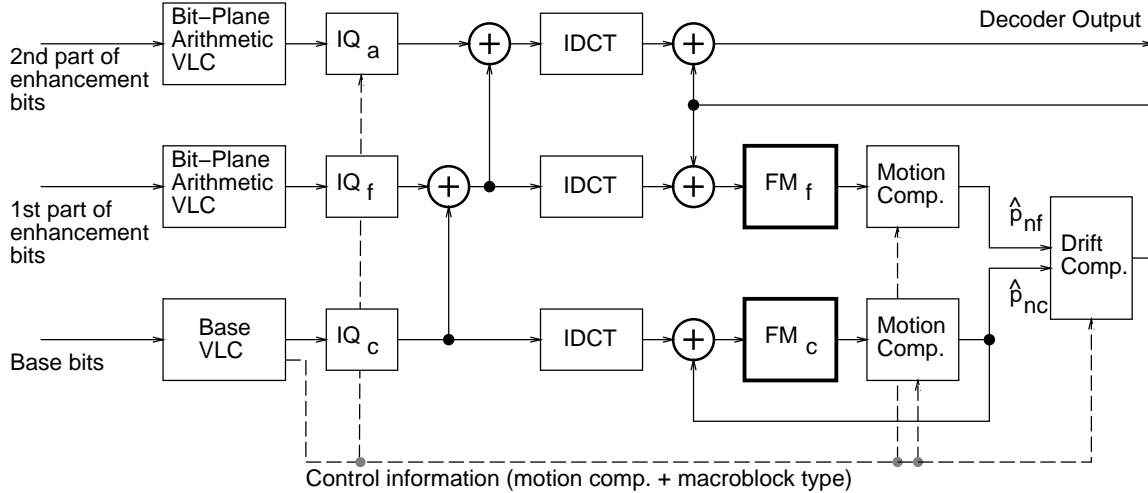 Decoder Output
2nd part of
enhancement
bits
Bit–Plane
Arithmetic
VLC
IQ a
+
IDCT
+
1st part of
enhancement
bits
Bit–Plane
Arithmetic
VLC
IQ f
+
IDCT
+
FM f
Motion
Comp.
p̂ nf
Drift
Comp.
p̂ nc
Base bits
Base
VLC
IQ c
IDCT
+
FM c
Motion
Comp.
Control information (motion comp. + macroblock type)